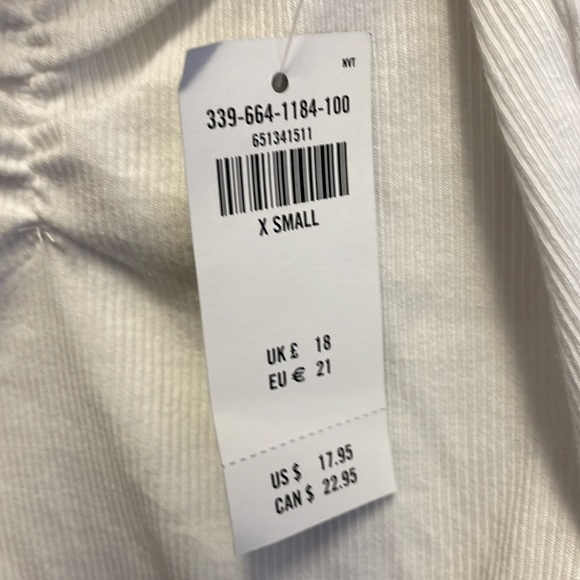 NVT
339-664-1184-100
651341511
X SMALL
UK £ 18
EU € 21
US $ 17.95
CAN $ 22.95